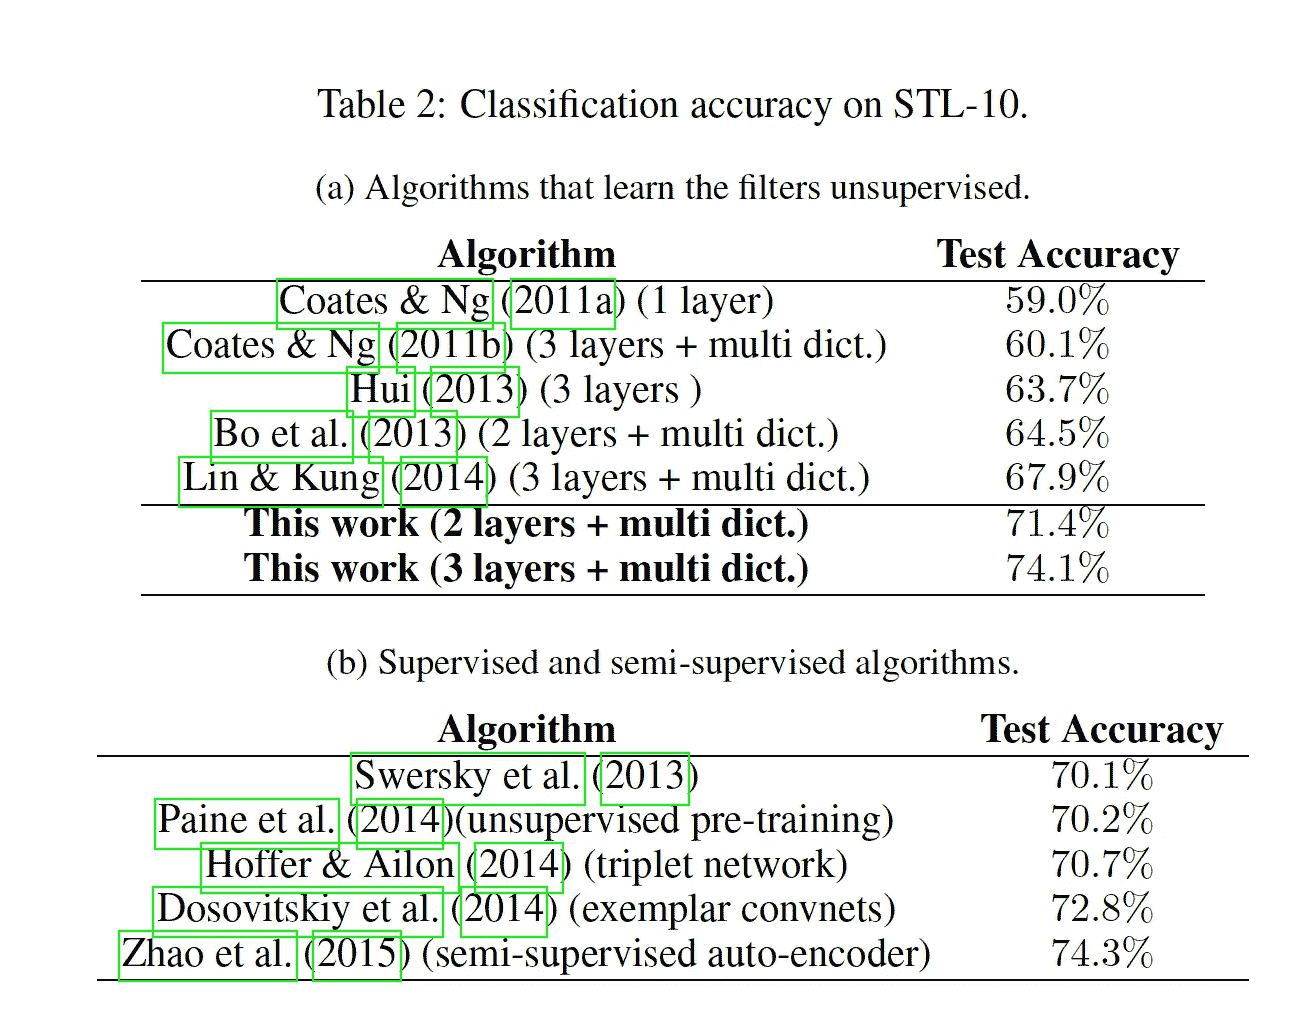 Table 2: Classification accuracy on STL-10.
(a) Algorithms that learn the filters unsupervised.
Algorithm Test Accuracy
Coates & Ng (2011a) (1 layer) 59.0%
Coates & Ng (2011b) (3 layers + multi dict.) 60.1%
Hui (2013) (3 layers ) 63.7%
Bo et al. (2013) (2 layers + multi dict.) 64.5%
Lin & Kung (2014) (3 layers + multi dict.) 67.9%
This work (2 layers + multi dict.) 71.4%
This work (3 layers + multi dict.) 74.1%
(b) Supervised and semi-supervised algorithms.
Algorithm Test Accuracy
Swersky et al. (2013) 70.1%
Paine et al. (2014)(unsupervised pre-training) 70.2%
Hoffer & Ailon (2014) (triplet network) 70.7%
Dosovitskiy et al. (2014) (exemplar convnets) 72.8%
Zhao et al. (2015) (semi-supervised auto-encoder) 74.3%